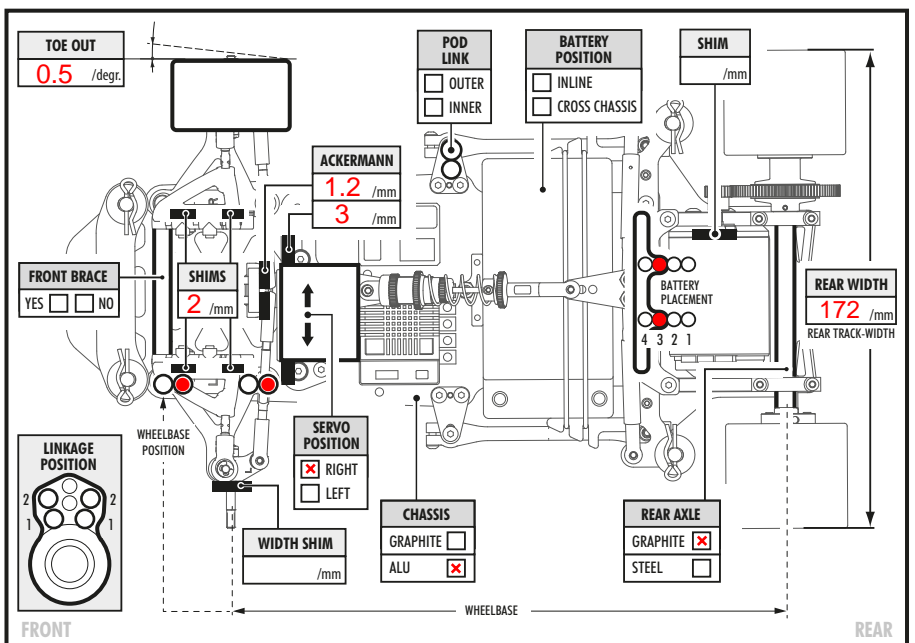 TOE OUT
0.5 /degr.
POD
LINK
OUTER
INNER
BATTERY
POSITION
INLINE
CROSS CHASSIS
SHIM
/mm
ACKERMANN
1.2 /mm
3 /mm
FRONT BRACE
YES NO
SHIMS
2 /mm
BATTERY
PLACEMENT
4 3 2 1
REAR WIDTH
172 /mm
REAR TRACK-WIDTH
WHEELBASE
POSITION
SERVO
POSITION
RIGHT
LEFT
LINKAGE
POSITION
2 2
1 1
WIDTH SHIM
/mm
CHASSIS
GRAPHITE
ALU
REAR AXLE
GRAPHITE
STEEL
WHEELBASE
FRONT
REAR